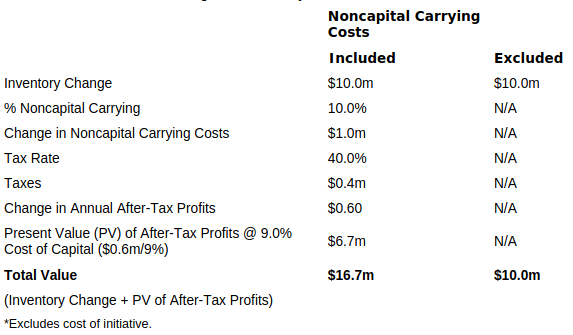 Noncapital Carrying
Costs
Included Excluded
Inventory Change $10.0m $10.0m
% Noncapital Carrying 10.0% N/A
Change in Noncapital Carrying Costs $1.0m N/A
Tax Rate 40.0% N/A
Taxes $0.4m N/A
Change in Annual After-Tax Profits $0.60 N/A
Present Value (PV) of After-Tax Profits @ 9.0%
Cost of Capital ($0.6m/9%) $6.7m N/A
Total Value $16.7m $10.0m
(Inventory Change + PV of After-Tax Profits)
*Excludes cost of initiative.